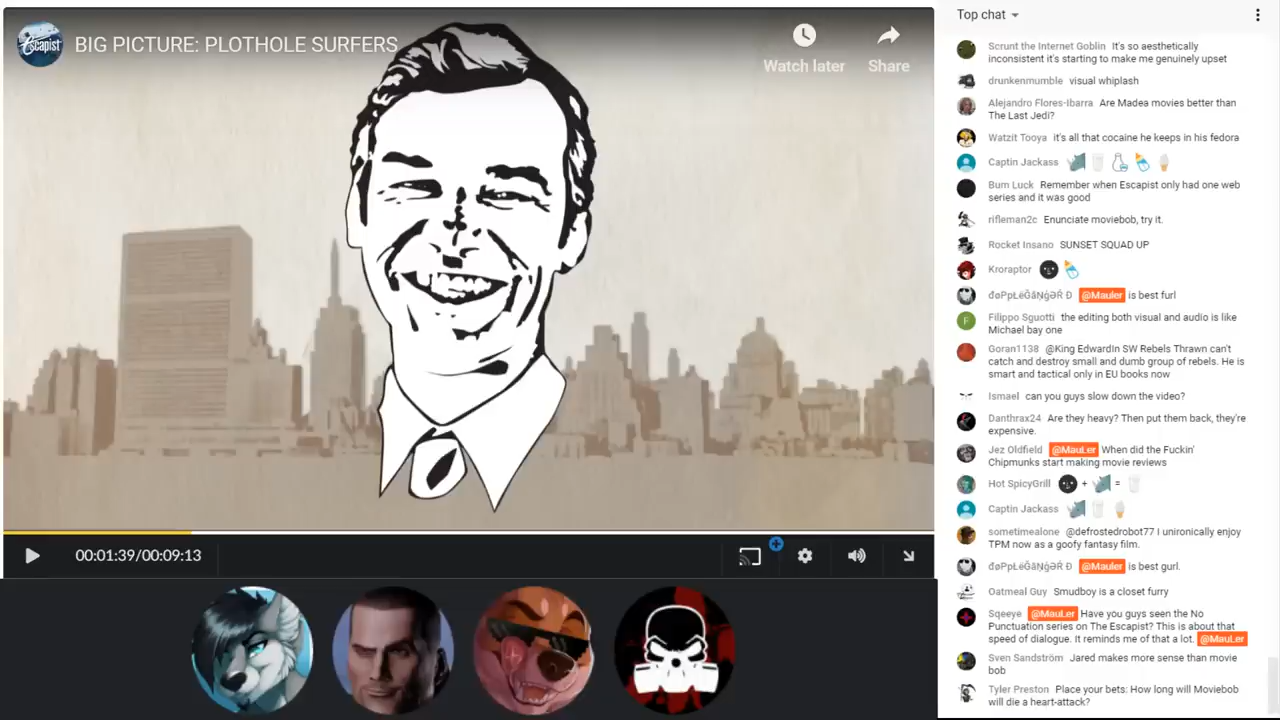 Escapist
BIG PICTURE: PLOTHOLE SURFERS
Watch later
Share
00:01:39/00:09:13
Top chat
Scrunt the Internet Goblin It's so aesthetically
inconsistent it's starting to make me genuinely upset
drunkenmumble visual whiplash
Alejandro Flores-Ibarra Are Madea movies better than
The Last Jedi?
Watzit Tooya it's all that cocaine he keeps in his fedora
Captin Jackass
Bum Luck Remember when Escapist only had one web
series and it was good
rifleman2c Enunciate moviebob, try it.
Rocket Insano SUNSET SQUAD UP
Kroraptor
@Mauler is best furl
Filippo Sguotti the editing both visual and audio is like
Michael bay one
Goran1138 @King EdwardIn SW Rebels Thrawn can't
catch and destroy small and dumb group of rebels. He is
smart and tactical only in EU books now
Ismael can you guys slow down the video?
Danthrax24 Are they heavy? Then put them back, they're
expensive.
Jez Oldfield @MauLer When did the Fuckin'
Chipmunks start making movie reviews
Hot SpicyGrill + =
Captin Jackass
sometimealone @defrostedrobot77 I unironically enjoy
TPM now as a goofy fantasy film.
@Mauler is best gurl.
Oatmeal Guy Smudboy is a closet furry
Sqeeye @MauLer Have you guys seen the No
Punctuation series on The Escapist? This is about that
speed of dialogue. it reminds me of that a lot. @MauLer
Sven Sandström Jared makes more sense than movie
bob
Tyler Preston Place your bets: How long will Moviebob
will die a heart-attack?